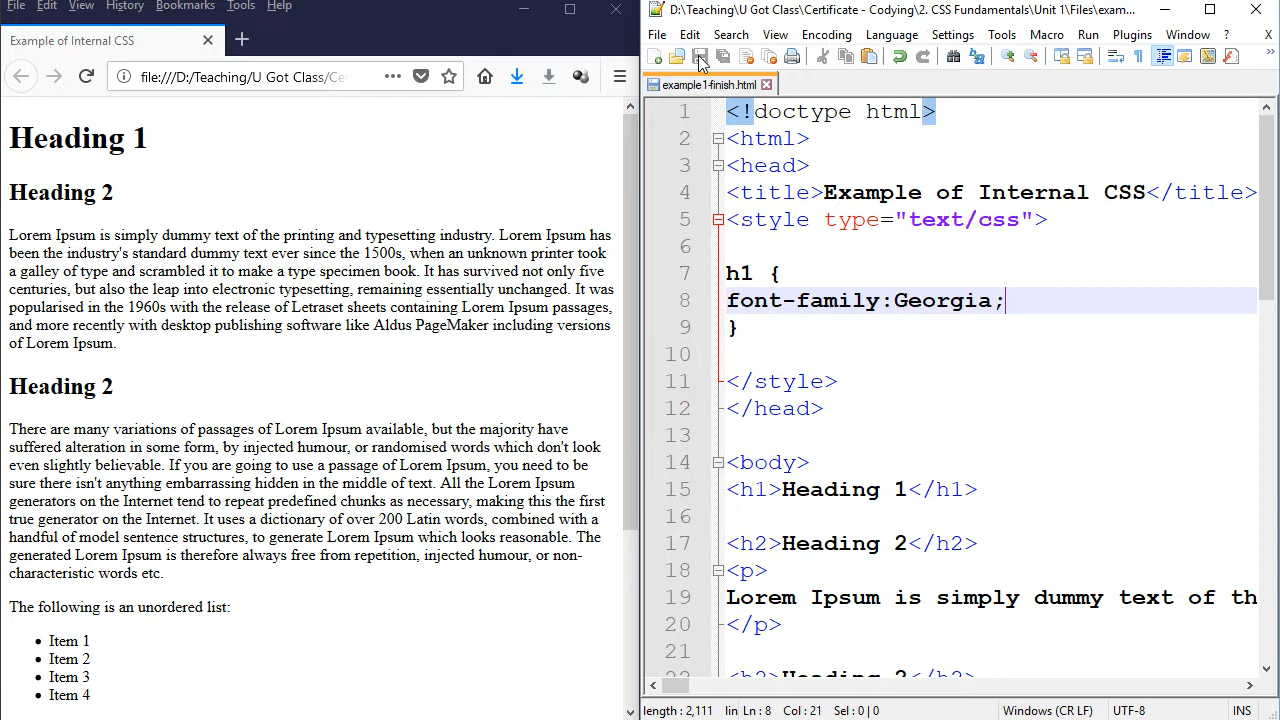 File Edit View History Bookmarks Tools Help
Example of Internal CSS
file:///D:/Teaching/U Got Class/Ce
Heading 1
Heading 2
Lorem Ipsum is simply dummy text of the printing and typesetting industry. Lorem Ipsum has
been the industry's standard dummy text ever since the 1500s, when an unknown printer took
a galley of type and scrambled it to make a type specimen book. It has survived not only five
centuries, but also the leap into electronic typesetting, remaining essentially unchanged. It was
popularised in the 1960s with the release of Letraset sheets containing Lorem Ipsum passages,
and more recently with desktop publishing software like Aldus PageMaker including versions
of Lorem Ipsum.
Heading 2
There are many variations of passages of Lorem Ipsum available, but the majority have
suffered alteration in some form, by injected humour, or randomised words which don't look
even slightly believable. If you are going to use a passage of Lorem Ipsum, you need to be
sure there isn't anything embarrassing hidden in the middle of text. All the Lorem Ipsum
generators on the Internet tend to repeat predefined chunks as necessary, making this the first
true generator on the Internet. It uses a dictionary of over 200 Latin words, combined with a
handful of model sentence structures, to generate Lorem Ipsum which looks reasonable. The
generated Lorem Ipsum is therefore always free from repetition, injected humour, or non-
characteristic words etc.
The following is an unordered list:
• Item 1
• Item 2
• Item 3
• Item 4
D:\Teaching\U Got Class\Certificate - Codying\2. CSS Fundamentals\Unit 1\Files\exam...
File Edit Search View Encoding Language Settings Tools Macro Run Plugins Window ? X
example1-finish.html
1 <!doctype html>
2 <html>
3 <head>
4 <title>Example of Internal CSS</title>
5 <style type="text/css">
6
7 h1 {
8 font-family:Georgia;
9 }
10
11 </style>
12 </head>
13
14 <body>
15 <h1>Heading 1</h1>
16
17 <h2>Heading 2</h2>
18 <p>
19 Lorem Ipsum is simply dummy text of th
20 </p>
21
22 <h2>Heading 2</h2>
length : 2,111 lin Ln : 8 Col : 21 Sel : 0 | 0 Windows (CR LF) UTF-8 INS